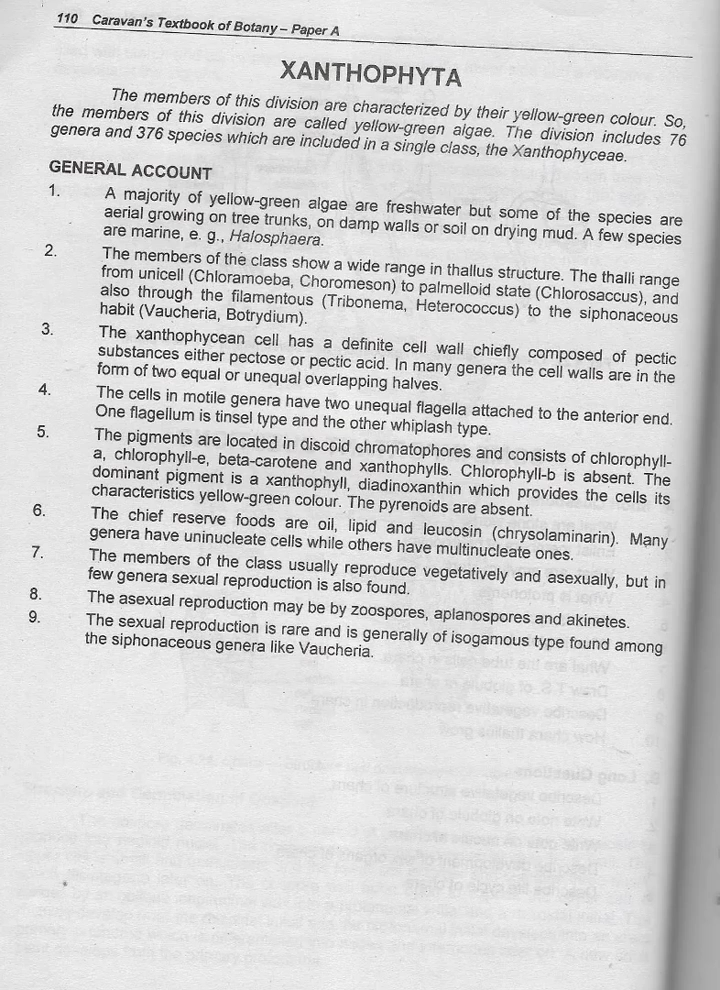 110 Caravan's Textbook of Botany – Paper A
XANTHOPHYTA
The members of this division are characterized by their yellow-green colour. So,
the members of this division are called yellow-green algae. The division includes 76
genera and 376 species which are included in a single class, the Xanthophyceae.
GENERAL ACCOUNT
1. A majority of yellow-green algae are freshwater but some of the species are
aerial growing on tree trunks, on damp walls or soil on drying mud. A few species
are marine, e. g., Halosphaera.
2. The members of the class show a wide range in thallus structure. The thalli range
from unicell (Chloramoeba, Choromeson) to palmelloid state (Chlorosaccus), and
also through the filamentous (Tribonema, Heterococcus) to the siphonaceous
habit (Vaucheria, Botrydium).
3. The xanthophycean cell has a definite cell wall chiefly composed of pectic
substances either pectose or pectic acid. In many genera the cell walls are in the
form of two equal or unequal overlapping halves.
4. The cells in motile genera have two unequal flagella attached to the anterior end.
One flagellum is tinsel type and the other whiplash type.
5. The pigments are located in discoid chromatophores and consists of chlorophyll-
a, chlorophyll-e, beta-carotene and xanthophylls. Chlorophyll-b is absent. The
dominant pigment is a xanthophyll, diadinoxanthin which provides the cells its
characteristics yellow-green colour. The pyrenoids are absent.
6. The chief reserve foods are oil, lipid and leucosin (chrysolaminarin). Many
genera have uninucleate cells while others have multinucleate ones.
7. The members of the class usually reproduce vegetatively and asexually, but in
few genera sexual reproduction is also found.
8. The asexual reproduction may be by zoospores, aplanospores and akinetes.
9. The sexual reproduction is rare and is generally of isogamous type found among
the siphonaceous genera like Vaucheria.